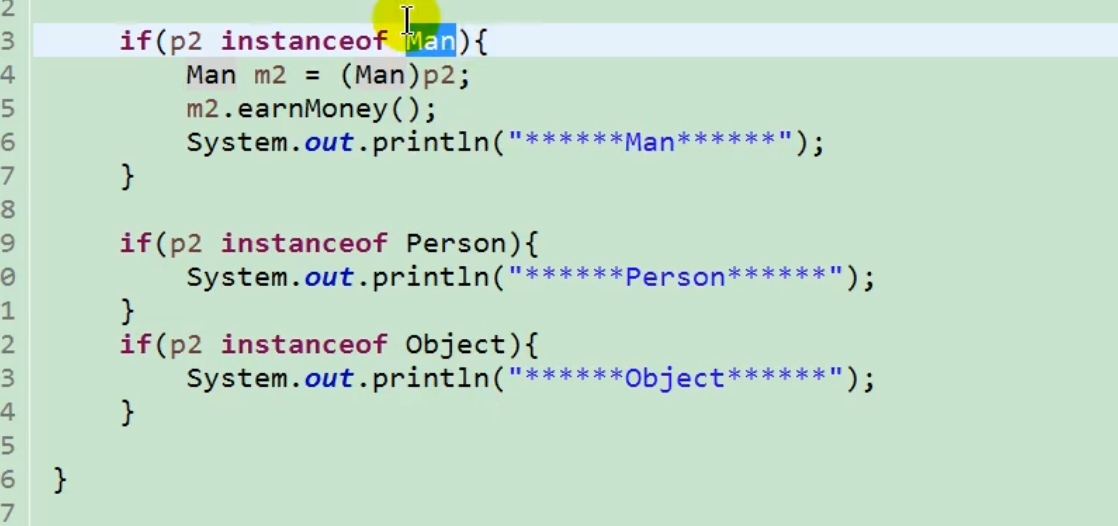 2
3 if(p2 instanceof Man){
4 Man m2 = (Man)p2;
5 m2.earnMoney();
6 System.out.println("******Man******");
7 }
8
9 if(p2 instanceof Person){
0 System.out.println("******Person******");
1 }
2 if(p2 instanceof Object){
3 System.out.println("******Object******");
4 }
5
6 }
7